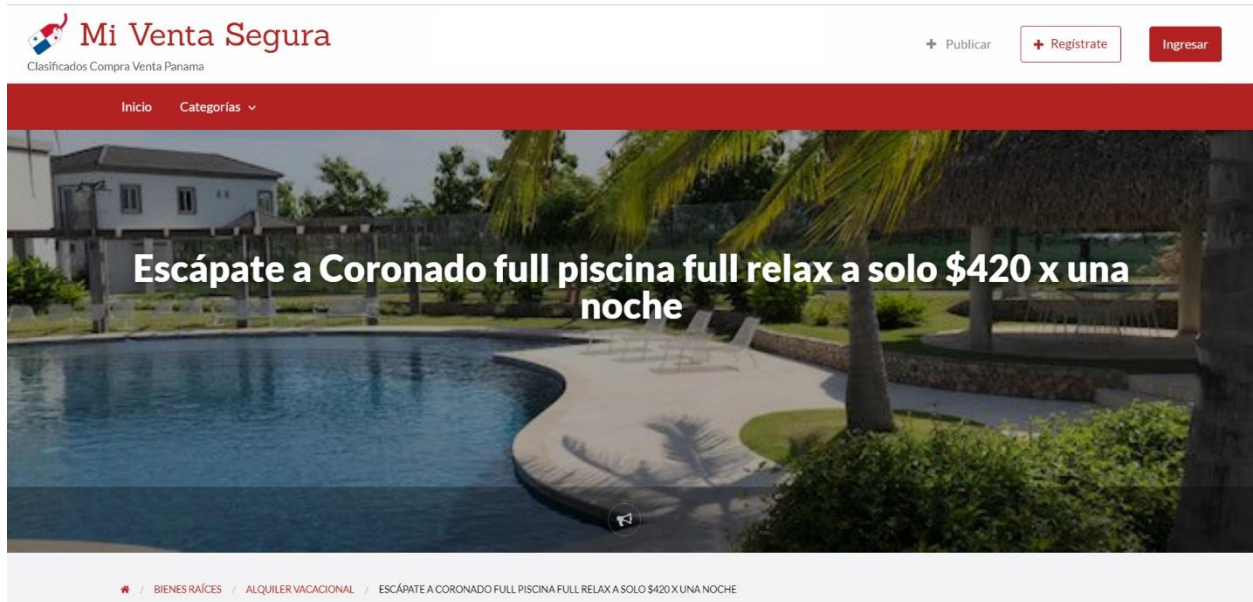 Mi Venta Segura
Clasificados Compra Venta Panama
+ Publicar
+ Regístrate
Ingresar
Inicio Categorías
Escápate a Coronado full piscina full relax a solo $420 x una
noche
/ BIENES RAÍCES / ALQUILER VACACIONAL / ESCÁPATE A CORONADO FULL PISCINA FULL RELAX A SOLO $420 X UNA NOCHE